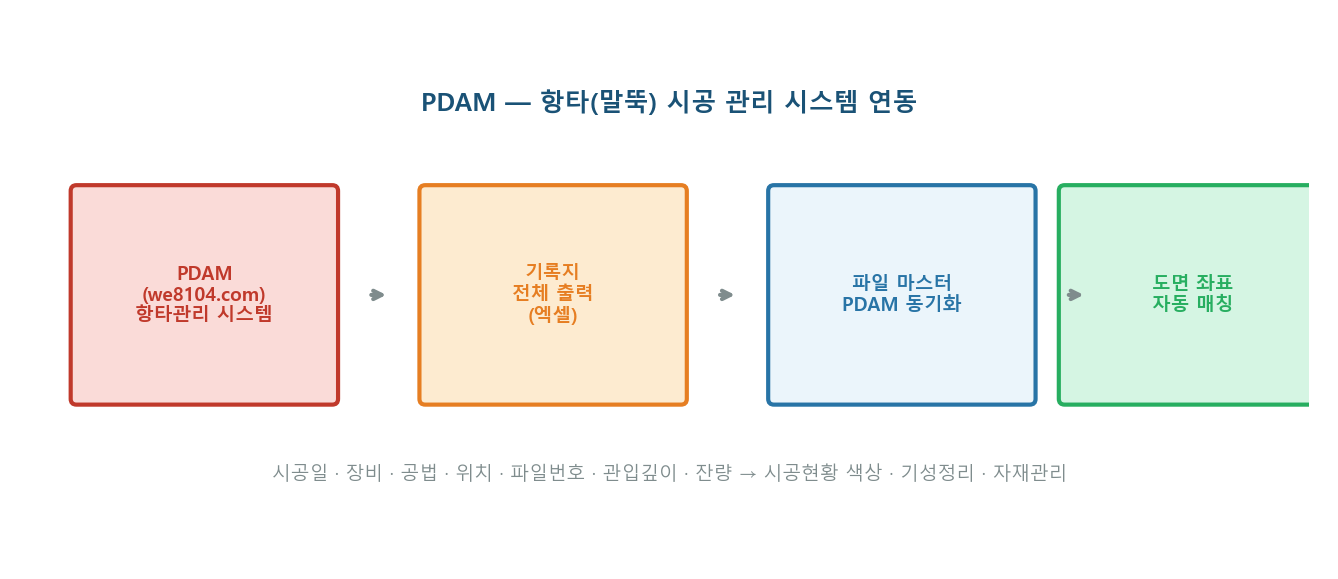 PDAM — 항타(말뚝) 시공 관리 시스템 연동
PDAM
(we8104.com)
항타관리 시스템
기록지
전체 출력
(엑셀)
파일 마스터
PDAM 동기화
도면 좌표
자동 매칭
시공일 · 장비 · 공법 · 위치 · 파일번호 · 관입깊이 · 잔량 → 시공현황 색상 · 기성정리 · 자재관리